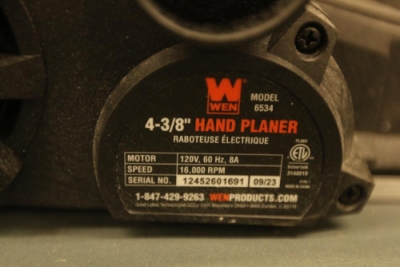 WEN
MODEL
6534
4-3/8" HAND PLANER
RABOTEUSE ÉLECTRIQUE
MOTOR 120V, 60 Hz, 8A
SPEED 16,000 RPM
SERIAL NO. 12452601691 09/23
Intertek
1-847-429-9263 WENPRODUCTS.COM